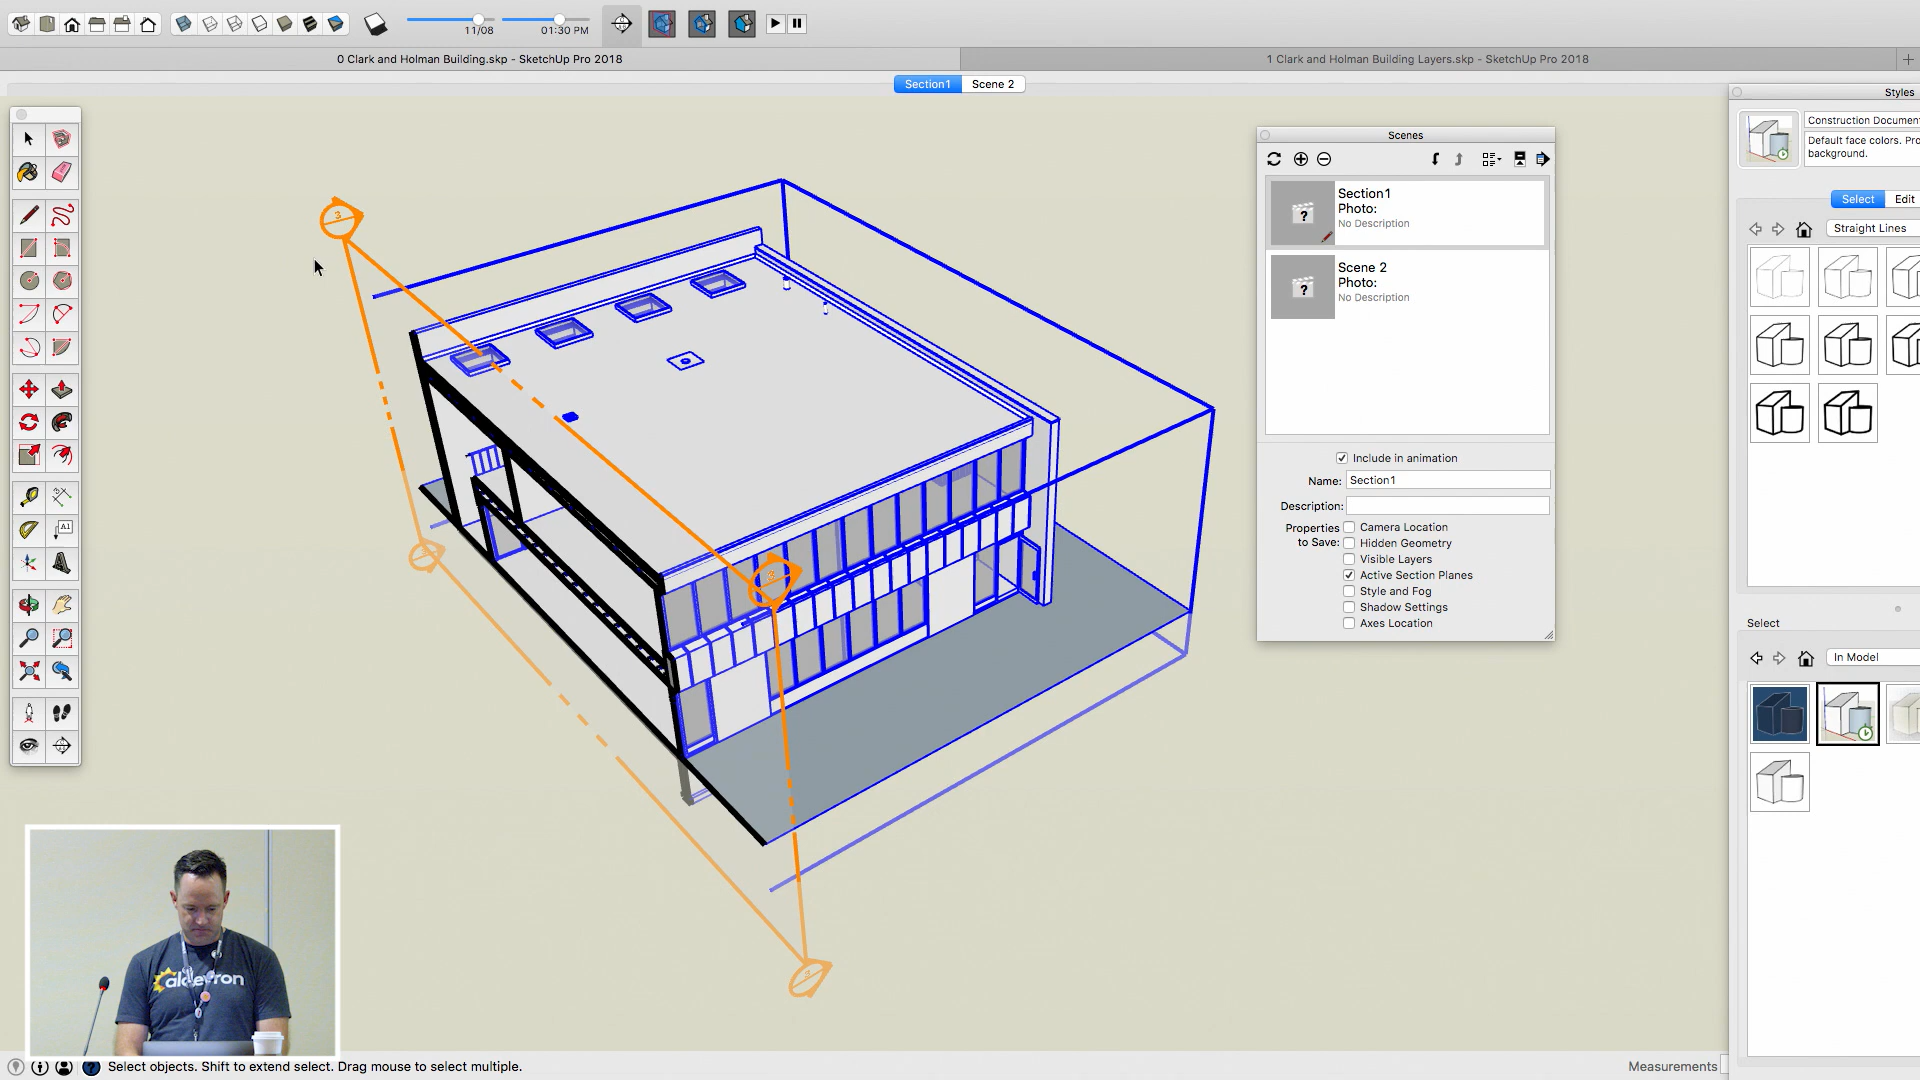 11/08
01:30 PM
0 Clark and Holman Building.skp - SketchUp Pro 2018
1 Clark and Holman Building Layers.skp - SketchUp Pro 2018
Section1
Scene 2
Styles
Construction Documen
Default face colors. Pro
background.
Select
Edit
Straight Lines
Scenes
Section1
Photo:
No Description
Scene 2
Photo:
No Description
Include in animation
Name: Section1
Description:
Properties
to Save:
Camera Location
Hidden Geometry
Visible Layers
Active Section Planes
Style and Fog
Shadow Settings
Axes Location
A1
3
Select
In Model
aldevron
Select objects. Shift to extend select. Drag mouse to select multiple.
Measurements